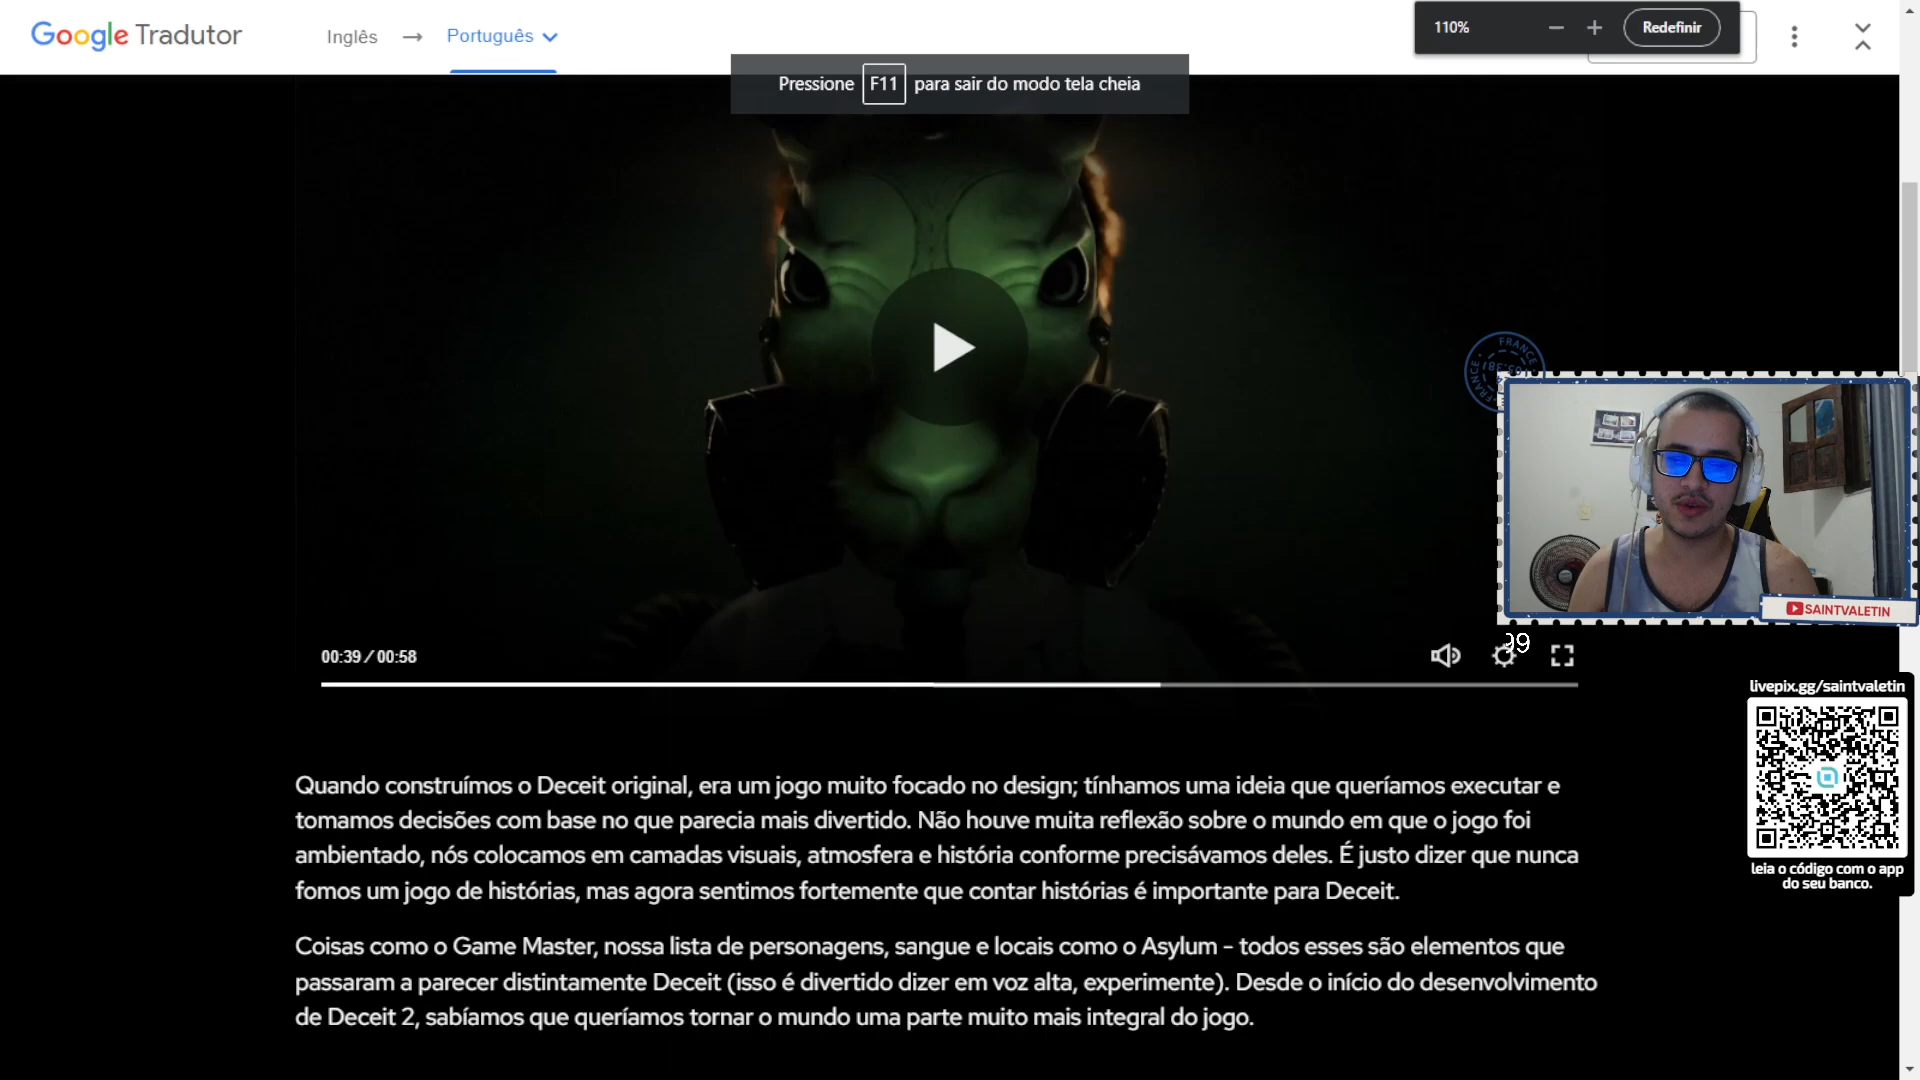 Google Tradutor
Inglês → Português
110%
Redefinir
Pressione F11 para sair do modo tela cheia
FRANCE
SAINTVALETIN
00:39 / 00:58
99
livepix.gg/saintvaletin
leia o código com o app
do seu banco.
Quando construímos o Deceit original, era um jogo muito focado no design; tínhamos uma ideia que queríamos executar e
tomamos decisões com base no que parecia mais divertido. Não houve muita reflexão sobre o mundo em que o jogo foi
ambientado, nós colocamos em camadas visuais, atmosfera e história conforme precisávamos deles. É justo dizer que nunca
fomos um jogo de histórias, mas agora sentimos fortemente que contar histórias é importante para Deceit.
Coisas como o Game Master, nossa lista de personagens, sangue e locais como o Asylum - todos esses são elementos que
passaram a parecer distintamente Deceit (isso é divertido dizer em voz alta, experimente). Desde o início do desenvolvimento
de Deceit 2, sabíamos que queríamos tornar o mundo uma parte muito mais integral do jogo.